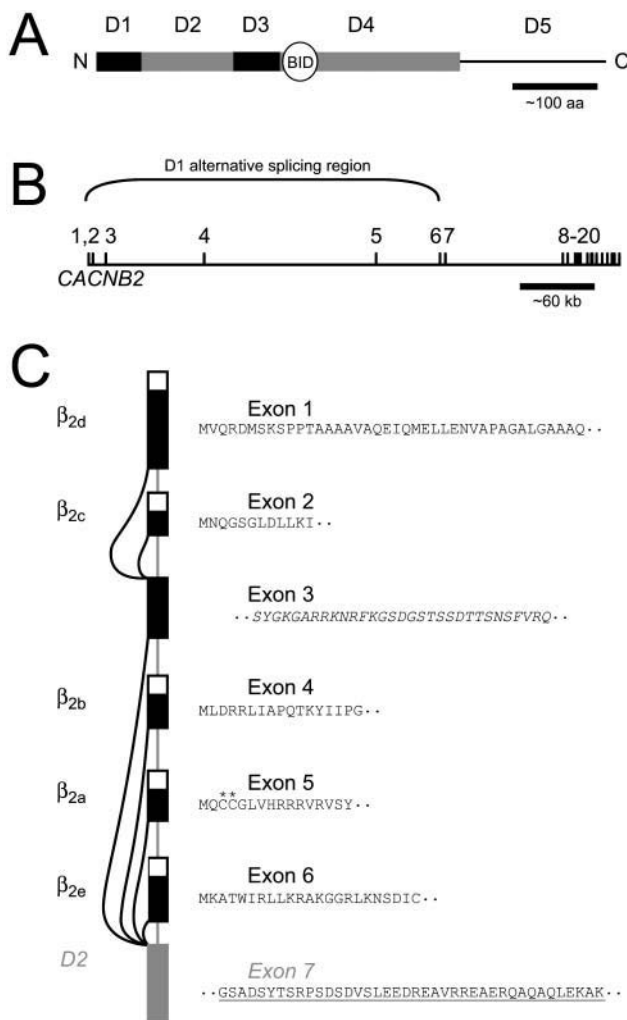 A
D1 D2 D3 D4 D5
N BID C
~100 aa
B
D1 alternative splicing region
1,2 3 4 5 67 8-20
CACNB2
~60 kb
C
β2d
Exon 1
MVQRDMSKSPPTAAAAVAQEIQMELLENVAPAGALGAAAQ··
β2c
Exon 2
MNQGSGLDLLKI··
Exon 3
··SYGKGARRKNRFKGSDGSTSSDTTSNSFVRQ··
β2b
Exon 4
MLDRRLIAPQTKYIIPG··
β2a
Exon 5
**
MQCCGLVHRRRVRVSY··
β2e
Exon 6
MKATWIRLLKRAKGGRLKNSDIC··
D2
Exon 7
··GSADSYTSRPSDSDVSLEEDREAVRREAERQAQAQLEKAK··